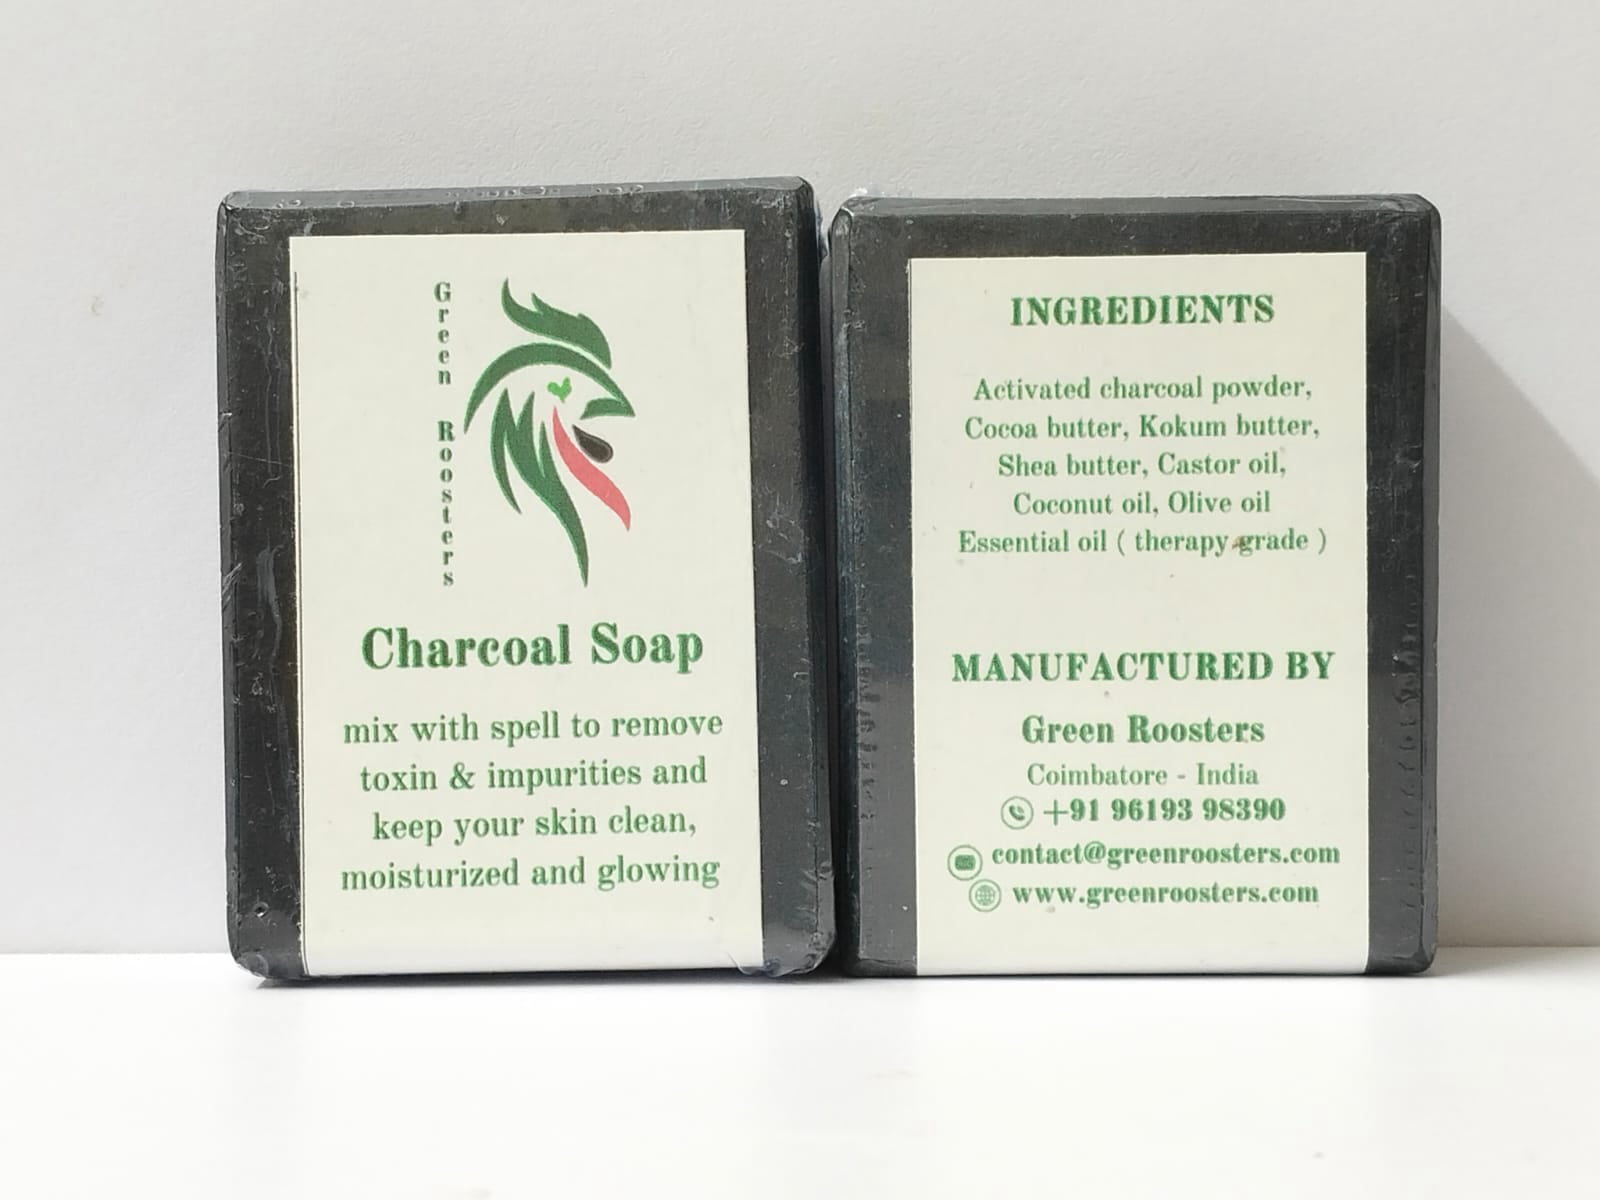 Green Roosters
Charcoal Soap
mix with spell to remove
toxin & impurities and
keep your skin clean,
moisturized and glowing
INGREDIENTS
Activated charcoal powder,
Cocoa butter, Kokum butter,
Shea butter, Castor oil,
Coconut oil, Olive oil
Essential oil ( therapy grade )
MANUFACTURED BY
Green Roosters
Coimbatore - India
+91 96193 98390
contact@greenroosters.com
www.greenroosters.com